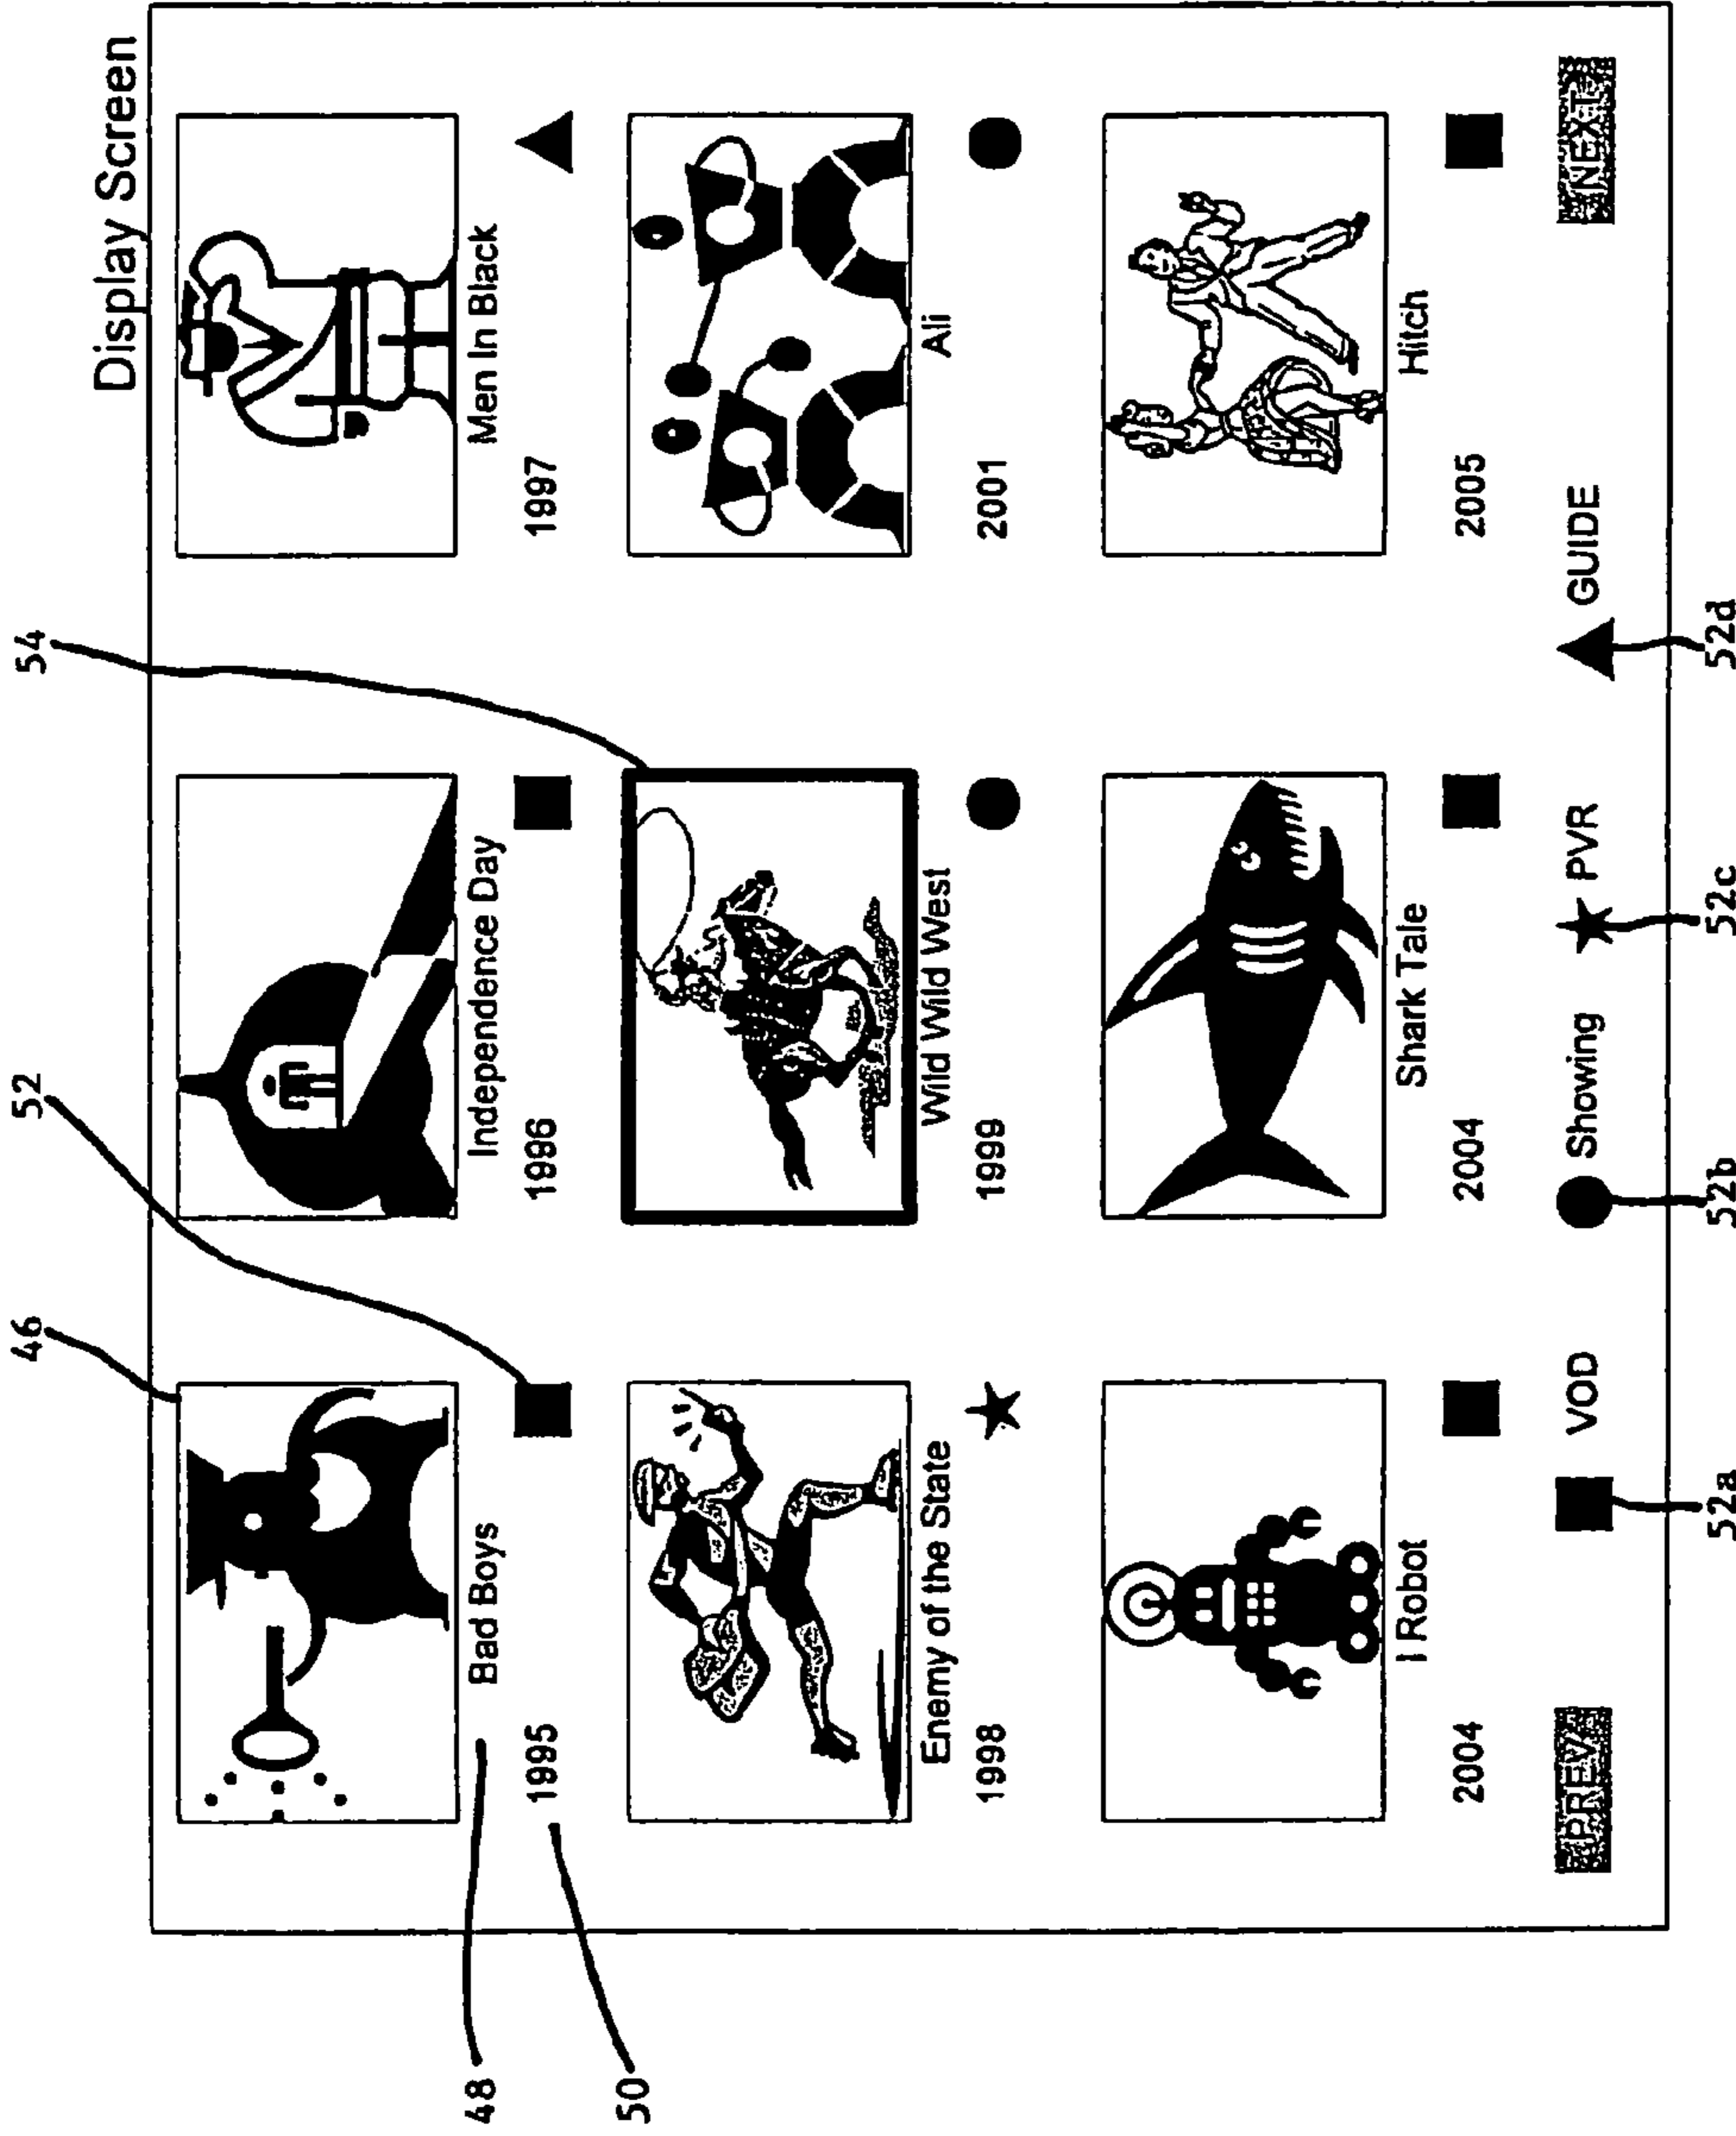 46 52 54
Display Screen
48 Bad Boys Independence Day Men In Black
1995 1996 1997
50
Enemy of the State Wild Wild West Ali
1998 1999 2001
I Robot Shark Tale Hitch
2004 2004 2005
PREV VOD Showing PVR GUIDE NEXT
52a 52b 52c 52d